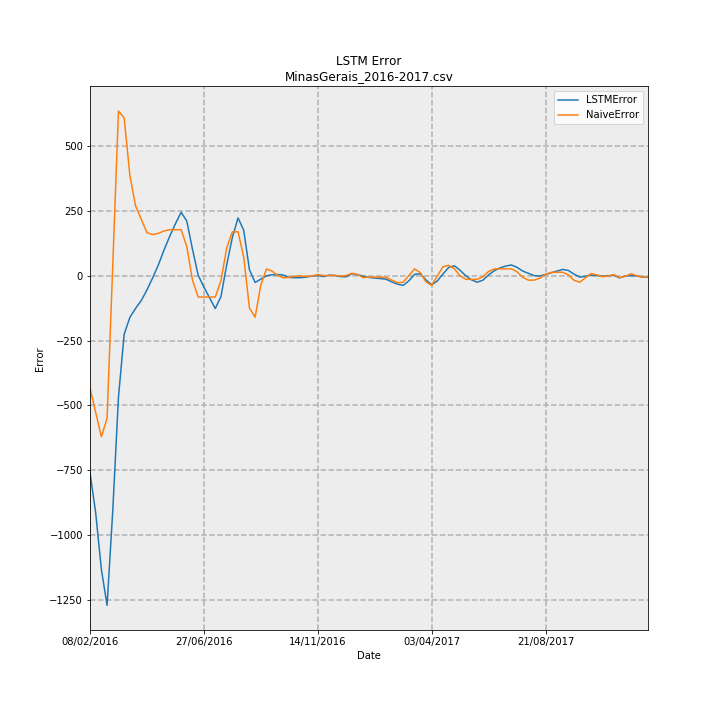 LSTM Error
MinasGerais_2016-2017.csv
LSTMError
NaiveError
500
250
0
−250
−500
−750
−1000
−1250
Error
08/02/2016
27/06/2016
14/11/2016
03/04/2017
21/08/2017
Date